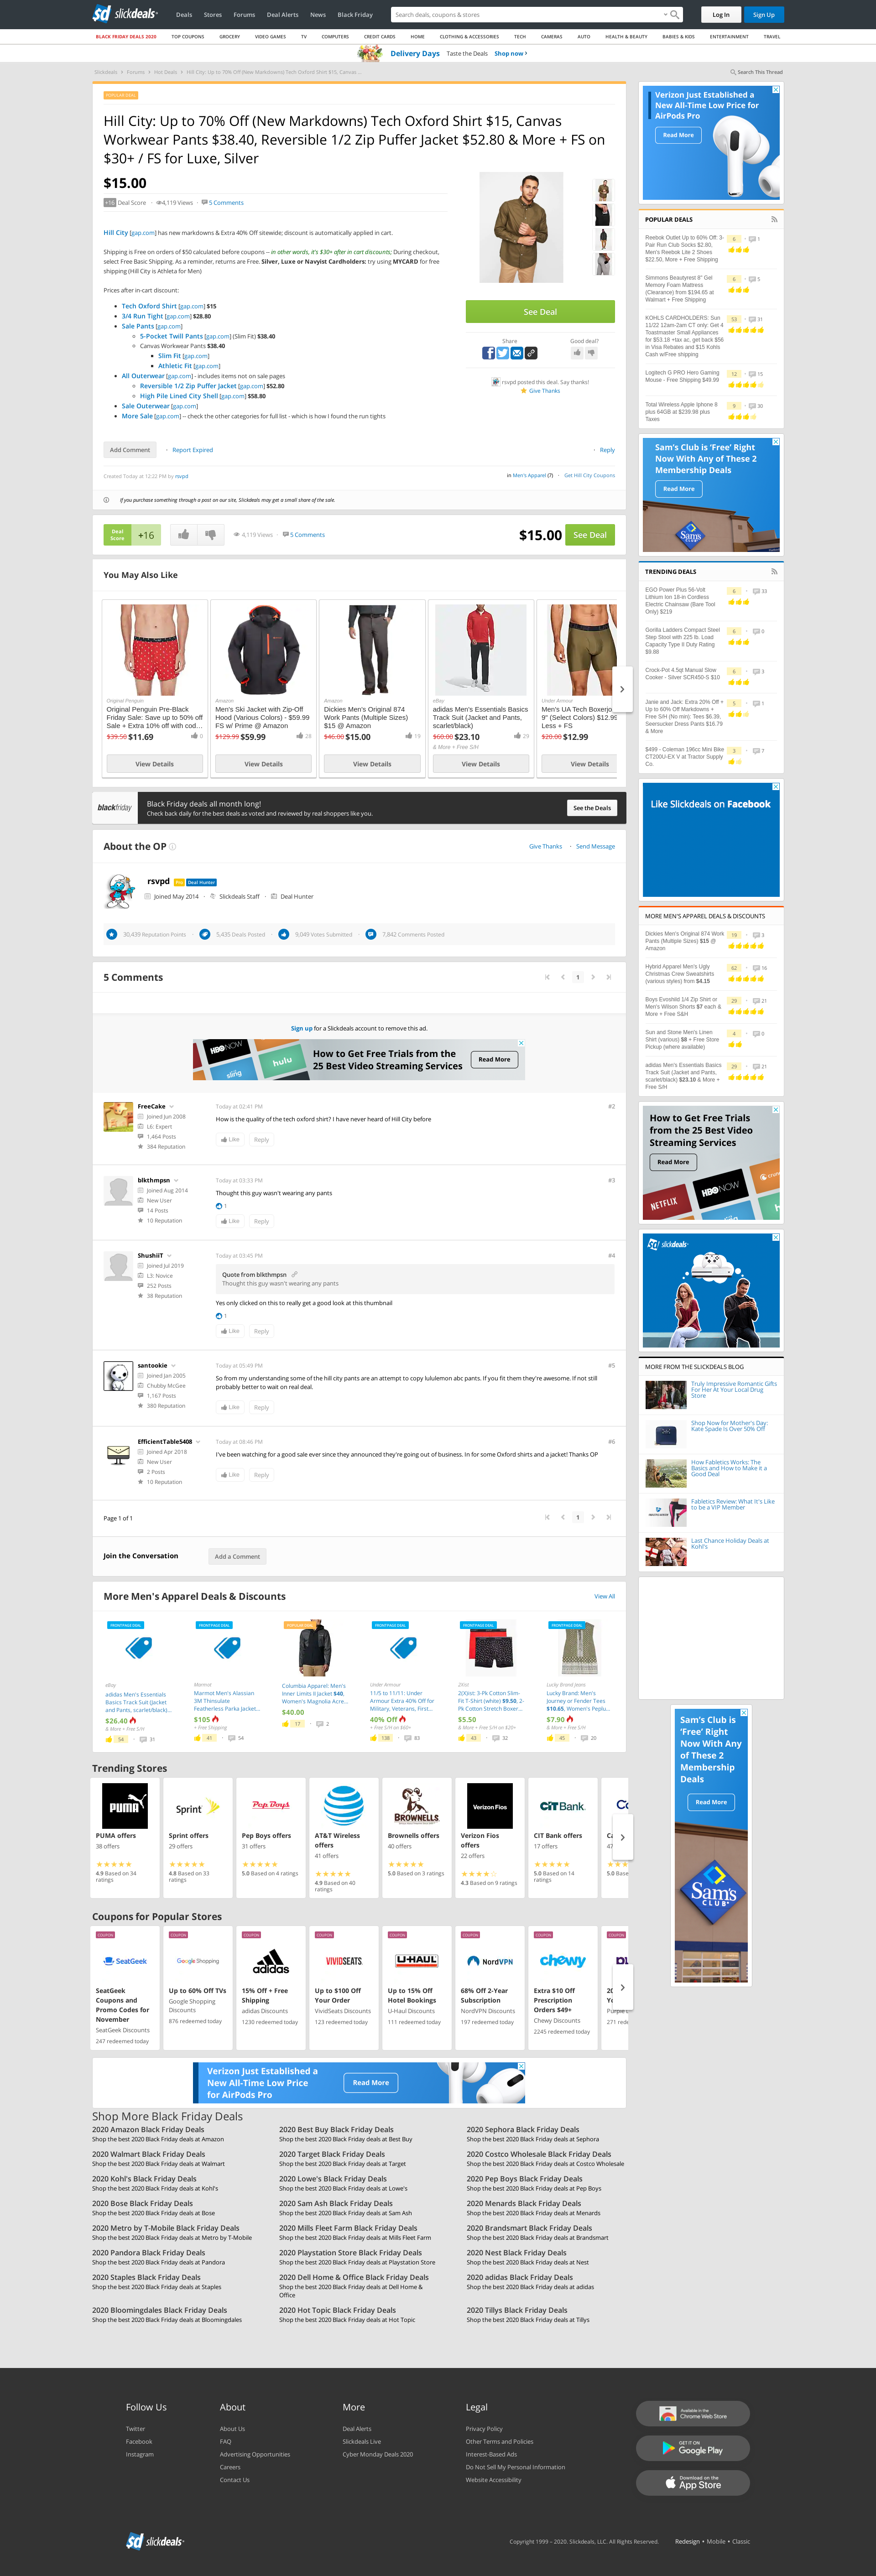 slickdeals
Deals Stores Forums Deal Alerts News Black Friday
Search deals, coupons & stores
Log In Sign Up
BLACK FRIDAY DEALS 2020 TOP COUPONS GROCERY VIDEO GAMES TV COMPUTERS CREDIT CARDS HOME CLOTHING & ACCESSORIES TECH CAMERAS AUTO HEALTH & BEAUTY BABIES & KIDS ENTERTAINMENT TRAVEL
Delivery Days Taste the Deals Shop now ›
Slickdeals › Forums › Hot Deals › Hill City: Up to 70% Off (New Markdowns) Tech Oxford Shirt $15, Canvas ...
Search This Thread
POPULAR DEAL
Hill City: Up to 70% Off (New Markdowns) Tech Oxford Shirt $15, Canvas
Workwear Pants $38.40, Reversible 1/2 Zip Puffer Jacket $52.80 & More + FS on
$30+ / FS for Luxe, Silver
$15.00
+16 Deal Score 4,119 Views 5 Comments
Hill City [gap.com] has new markdowns & Extra 40% Off sitewide; discount is automatically applied in cart.
Shipping is Free on orders of $50 calculated before coupons -- in other words, it's $30+ after in cart discounts; During checkout,
select Free Basic Shipping. As a reminder, returns are Free. Silver, Luxe or Navyist Cardholders: try using MYCARD for free
shipping (Hill City is Athleta for Men)
Prices after in-cart discount:
Tech Oxford Shirt [gap.com] $15
3/4 Run Tight [gap.com] $28.80
Sale Pants [gap.com]
5-Pocket Twill Pants [gap.com] (Slim Fit) $38.40
Canvas Workwear Pants $38.40
Slim Fit [gap.com]
Athletic Fit [gap.com]
All Outerwear [gap.com] - includes items not on sale pages
Reversible 1/2 Zip Puffer Jacket [gap.com] $52.80
High Pile Lined City Shell [gap.com] $58.80
Sale Outerwear [gap.com]
More Sale [gap.com] -- check the other categories for full list - which is how I found the run tights
See Deal
Share Good deal?
rsvpd posted this deal. Say thanks!
Give Thanks
Add Comment Report Expired Reply
Created Today at 12:22 PM by rsvpd
in Men's Apparel (7) Get Hill City Coupons
If you purchase something through a post on our site, Slickdeals may get a small share of the sale.
Deal Score +16 4,119 Views 5 Comments $15.00 See Deal
You May Also Like
Original Penguin
Original Penguin Pre-Black
Friday Sale: Save up to 50% off
Sale + Extra 10% off with cod...
$39.50 $11.69 0
View Details
Amazon
Men's Ski Jacket with Zip-Off
Hood (Various Colors) - $59.99
FS w/ Prime @ Amazon
$129.99 $59.99 28
View Details
Amazon
Dickies Men's Original 874
Work Pants (Multiple Sizes)
$15 @ Amazon
$46.00 $15.00 19
View Details
eBay
adidas Men's Essentials Basics
Track Suit (Jacket and Pants,
scarlet/black)
$60.00 $23.10 29
& More + Free S/H
View Details
Under Armour
Men's UA Tech Boxerjo
9" (Select Colors) $12.99
Less + FS
$20.00 $12.99
View Details
blackfriday
Black Friday deals all month long!
Check back daily for the best deals as voted and reviewed by real shoppers like you.
See the Deals
About the OP
Give Thanks Send Message
rsvpd Pro Deal Hunter
Joined May 2014 Slickdeals Staff Deal Hunter
30,439 Reputation Points 5,435 Deals Posted 9,049 Votes Submitted 7,842 Comments Posted
5 Comments
1
Sign up for a Slickdeals account to remove this ad.
HBO NOW sling hulu
How to Get Free Trials from the
25 Best Video Streaming Services
Read More
FreeCake
Joined Jun 2008
L6: Expert
1,464 Posts
384 Reputation
Today at 02:41 PM #2
How is the quality of the tech oxford shirt? I have never heard of Hill City before
Like Reply
blkthmpsn
Joined Aug 2014
New User
14 Posts
10 Reputation
Today at 03:33 PM #3
Thought this guy wasn't wearing any pants
1
Like Reply
ShushiiT
Joined Jul 2019
L3: Novice
252 Posts
38 Reputation
Today at 03:45 PM #4
Quote from blkthmpsn
Thought this guy wasn't wearing any pants
Yes only clicked on this to really get a good look at this thumbnail
1
Like Reply
santookie
Joined Jan 2005
Chubby McGee
1,167 Posts
380 Reputation
Today at 05:49 PM #5
So from my understanding some of the hill city pants are an attempt to copy lululemon abc pants. If you fit them they're awesome. If not still
probably better to wait on real deal.
Like Reply
EfficientTable5408
Joined Apr 2018
New User
2 Posts
10 Reputation
Today at 08:46 PM #6
I've been watching for a good sale ever since they announced they're going out of business. In for some Oxford shirts and a jacket! Thanks OP
Like Reply
Page 1 of 1
1
Join the Conversation Add a Comment
More Men's Apparel Deals & Discounts
View All
FRONTPAGE DEAL
eBay
adidas Men's Essentials
Basics Track Suit (Jacket
and Pants, scarlet/black)...
$26.40
& More + Free S/H
54 31
FRONTPAGE DEAL
Marmot
Marmot Men's Alassian
3M Thinsulate
Featherless Parka Jacket...
$105
+ Free Shipping
41 54
POPULAR DEAL
Columbia Apparel: Men's
Inner Limits II Jacket $40,
Women's Magnolia Acre...
$40.00
17 2
FRONTPAGE DEAL
Under Armour
11/5 to 11/11: Under
Armour Extra 40% Off for
Military, Veterans, First...
40% Off
+ Free S/H on $60+
138 83
FRONTPAGE DEAL
2(X)ist
2(X)ist: 3-Pk Cotton Slim-
Fit T-Shirt (white) $9.50, 2-
Pk Cotton Stretch Boxer...
$5.50
& More + Free S/H on $20+
43 32
FRONTPAGE DEAL
Lucky Brand Jeans
Lucky Brand: Men's
Journey or Fender Tees
$10.65, Women's Peplu...
$7.90
& More + Free S/H
45 20
Trending Stores
PUMA
PUMA offers
38 offers
4.9 Based on 34
ratings
Sprint
Sprint offers
29 offers
4.8 Based on 33
ratings
Pep Boys
Pep Boys offers
31 offers
5.0 Based on 4 ratings
AT&T Wireless
offers
41 offers
4.9 Based on 40
ratings
BROWNELLS
Brownells offers
40 offers
5.0 Based on 3 ratings
Verizon Fios
Verizon Fios
offers
22 offers
4.3 Based on 9 ratings
CIT Bank
CIT Bank offers
17 offers
5.0 Based on 14
ratings
Coupons for Popular Stores
COUPON
SeatGeek
SeatGeek
Coupons and
Promo Codes for
November
SeatGeek Discounts
247 redeemed today
COUPON
Google Shopping
Up to 60% Off TVs
Google Shopping
Discounts
876 redeemed today
COUPON
adidas
15% Off + Free
Shipping
adidas Discounts
1230 redeemed today
COUPON
VIVIDSEATS
Up to $100 Off
Your Order
VividSeats Discounts
123 redeemed today
COUPON
U-HAUL
Up to 15% Off
Hotel Bookings
U-Haul Discounts
111 redeemed today
COUPON
NordVPN
68% Off 2-Year
Subscription
NordVPN Discounts
197 redeemed today
COUPON
chewy
Extra $10 Off
Prescription
Orders $49+
Chewy Discounts
2245 redeemed today
COUPON
Verizon Just Established a
New All-Time Low Price
for AirPods Pro
Read More
Shop More Black Friday Deals
2020 Amazon Black Friday Deals
Shop the best 2020 Black Friday deals at Amazon
2020 Best Buy Black Friday Deals
Shop the best 2020 Black Friday deals at Best Buy
2020 Sephora Black Friday Deals
Shop the best 2020 Black Friday deals at Sephora
2020 Walmart Black Friday Deals
Shop the best 2020 Black Friday deals at Walmart
2020 Target Black Friday Deals
Shop the best 2020 Black Friday deals at Target
2020 Costco Wholesale Black Friday Deals
Shop the best 2020 Black Friday deals at Costco Wholesale
2020 Kohl's Black Friday Deals
Shop the best 2020 Black Friday deals at Kohl's
2020 Lowe's Black Friday Deals
Shop the best 2020 Black Friday deals at Lowe's
2020 Pep Boys Black Friday Deals
Shop the best 2020 Black Friday deals at Pep Boys
2020 Bose Black Friday Deals
Shop the best 2020 Black Friday deals at Bose
2020 Sam Ash Black Friday Deals
Shop the best 2020 Black Friday deals at Sam Ash
2020 Menards Black Friday Deals
Shop the best 2020 Black Friday deals at Menards
2020 Metro by T-Mobile Black Friday Deals
Shop the best 2020 Black Friday deals at Metro by T-Mobile
2020 Mills Fleet Farm Black Friday Deals
Shop the best 2020 Black Friday deals at Mills Fleet Farm
2020 Brandsmart Black Friday Deals
Shop the best 2020 Black Friday deals at Brandsmart
2020 Pandora Black Friday Deals
Shop the best 2020 Black Friday deals at Pandora
2020 Playstation Store Black Friday Deals
Shop the best 2020 Black Friday deals at Playstation Store
2020 Nest Black Friday Deals
Shop the best 2020 Black Friday deals at Nest
2020 Staples Black Friday Deals
Shop the best 2020 Black Friday deals at Staples
2020 Dell Home & Office Black Friday Deals
Shop the best 2020 Black Friday deals at Dell Home &
Office
2020 adidas Black Friday Deals
Shop the best 2020 Black Friday deals at adidas
2020 Bloomingdales Black Friday Deals
Shop the best 2020 Black Friday deals at Bloomingdales
2020 Hot Topic Black Friday Deals
Shop the best 2020 Black Friday deals at Hot Topic
2020 Tillys Black Friday Deals
Shop the best 2020 Black Friday deals at Tillys
Verizon Just Established a
New All-Time Low Price for
AirPods Pro
Read More
POPULAR DEALS
Reebok Outlet Up to 60% Off: 3-
Pair Run Club Socks $2.80,
Men's Reebok Lite 2 Shoes
$22.50, More + Free Shipping
6 1
Simmons Beautyrest 8" Gel
Memory Foam Mattress
(Clearance) from $194.65 at
Walmart + Free Shipping
6 5
KOHLS CARDHOLDERS: Sun
11/22 12am-2am CT only: Get 4
Toastmaster Small Appliances
for $53.18 +tax ac, get back $56
in Visa Rebates and $15 Kohls
Cash w/Free shipping
53 31
Logitech G PRO Hero Gaming
Mouse - Free Shipping $49.99
12 15
Total Wireless Apple Iphone 8
plus 64GB at $239.98 plus
Taxes
9 30
Sam's Club is 'Free' Right
Now With Any of These 2
Membership Deals
Read More
Sam's
TRENDING DEALS
EGO Power Plus 56-Volt
Lithium Ion 18-in Cordless
Electric Chainsaw (Bare Tool
Only) $219
6 33
Gorilla Ladders Compact Steel
Step Stool with 225 lb. Load
Capacity Type II Duty Rating
$9.88
6 0
Crock-Pot 4.5qt Manual Slow
Cooker - Silver SCR450-S $10
6 3
Janie and Jack: Extra 20% Off +
Up to 60% Off Markdowns +
Free S/H (No min): Tees $6.39,
Seersucker Dress Pants $16.79
& More
5 1
$499 - Coleman 196cc Mini Bike
CT200U-EX V at Tractor Supply
Co.
3 7
Like Slickdeals on Facebook
MORE MEN'S APPAREL DEALS & DISCOUNTS
Dickies Men's Original 874 Work
Pants (Multiple Sizes) $15 @
Amazon
19 3
Hybrid Apparel Men's Ugly
Christmas Crew Sweatshirts
(various styles) from $4.15
62 16
Boys Evoshild 1/4 Zip Shirt or
Men's Wilson Shorts $7 each &
More + Free S&H
29 21
Sun and Stone Men's Linen
Shirt (various) $8 + Free Store
Pickup (where available)
4 0
adidas Men's Essentials Basics
Track Suit (Jacket and Pants,
scarlet/black) $23.10 & More +
Free S/H
29 21
How to Get Free Trials
from the 25 Best Video
Streaming Services
Read More
NETFLIX HBO NOW
slickdeals
MORE FROM THE SLICKDEALS BLOG
Truly Impressive Romantic Gifts
For Her At Your Local Drug
Store
Shop Now for Mother's Day:
Kate Spade Is Over 50% Off
How Fabletics Works: The
Basics and How to Make it a
Good Deal
Fabletics Review: What It's Like
to be a VIP Member
Last Chance Holiday Deals at
Kohl's
Sam's Club is
'Free' Right
Now With Any
of These 2
Membership
Deals
Read More
Sam's
CLUB
Follow Us
Twitter
Facebook
Instagram
About
About Us
FAQ
Advertising Opportunities
Careers
Contact Us
More
Deal Alerts
Slickdeals Live
Cyber Monday Deals 2020
Legal
Privacy Policy
Other Terms and Policies
Interest-Based Ads
Do Not Sell My Personal Information
Website Accessibility
Available in the
Chrome Web Store
GET IT ON
Google Play
Download on the
App Store
slickdeals
Copyright 1999 – 2020. Slickdeals, LLC. All Rights Reserved. Redesign • Mobile • Classic